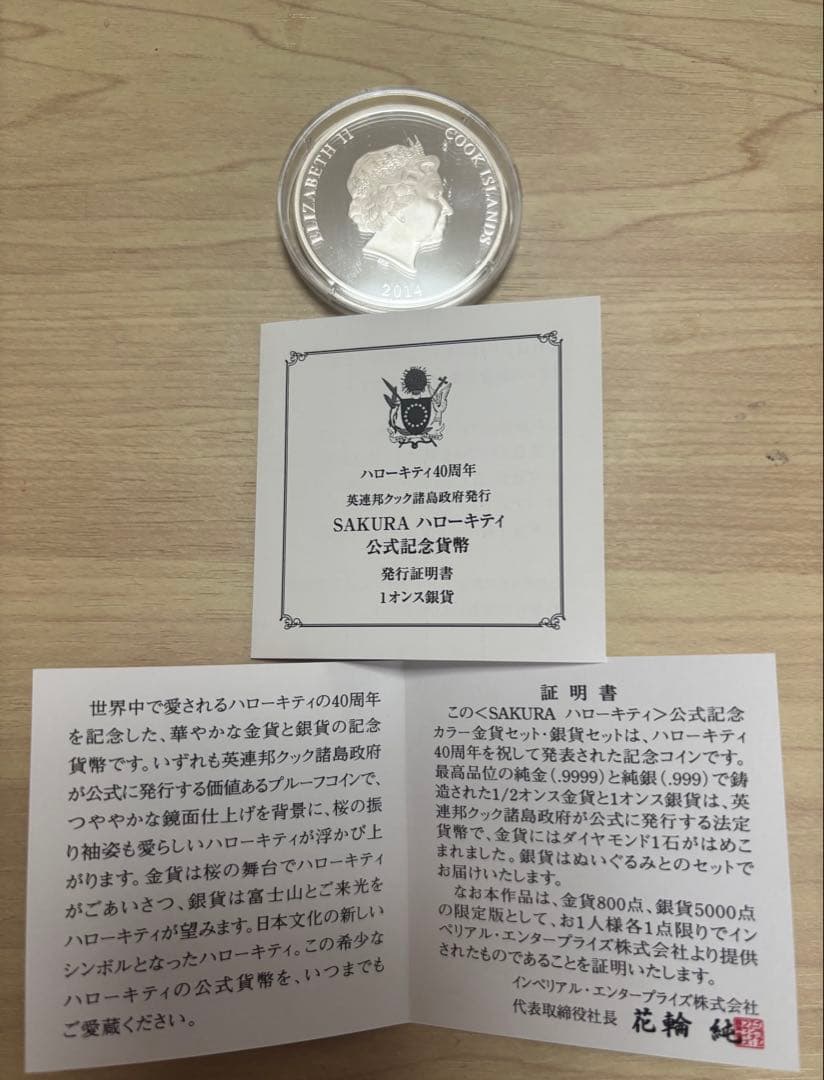 ELIZABETH II
COOK ISLANDS
2014
ハローキティ40周年
英連邦クック諸島政府発行
SAKURA ハローキティ
公式記念貨幣
発行証明書
1オンス銀貨
世界中で愛されるハローキティの40周年
を記念した、華やかな金貨と銀貨の記念
貨幣です。いずれも英連邦クック諸島政府
が公式に発行する価値あるプルーフコインで、
つややかな鏡面仕上げを背景に、桜の振
り袖姿も愛らしいハローキティが浮かび上
がります。金貨は桜の舞台でハローキティ
がごあいさつ、銀貨は富士山とご来光を
ハローキティが望みます。日本文化の新しい
シンボルとなったハローキティ。この希少な
ハローキティの公式貨幣を、いつまでも
ご愛蔵ください。
証明書
この<SAKURA ハローキティ>公式記念
カラー金貨セット・銀貨セットは、ハローキティ
40周年を祝して発表された記念コインです。
最高品位の純金(.9999)と純銀(.999)で鋳
造された1/2オンス金貨と1オンス銀貨は、英
連邦クック諸島政府が公式に発行する法定
貨幣で、金貨にはダイヤモンド1石がはめこ
まれました。銀貨はぬいぐるみとのセットで
お届けいたします。
なお本作品は、金貨800点、銀貨5000点
の限定版として、お1人様各1点限りでイン
ペリアル・エンタープライズ株式会社より提供
されたものであることを証明いたします。
インペリアル・エンタープライズ株式会社
代表取締役社長 花輪 純